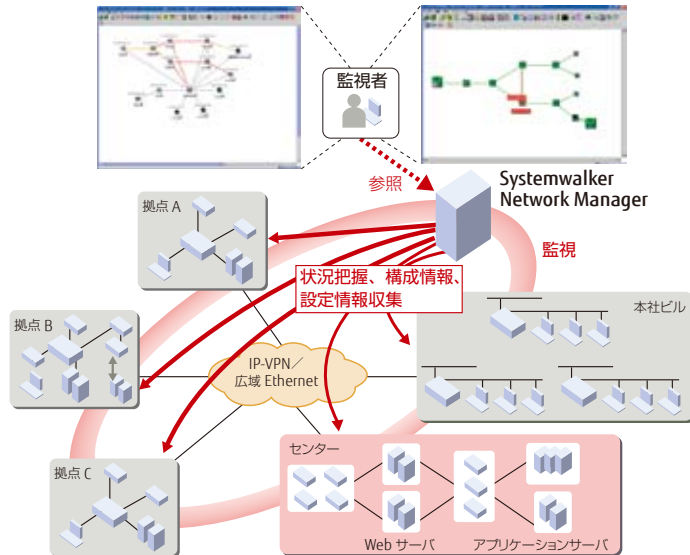 監視者
参照
Systemwalker
Network Manager
監視
拠点 A
状況把握、構成情報、
設定情報収集
本社ビル
拠点 B
IP-VPN／
広域 Ethernet
拠点 C
センター
Web サーバ
アプリケーションサーバ